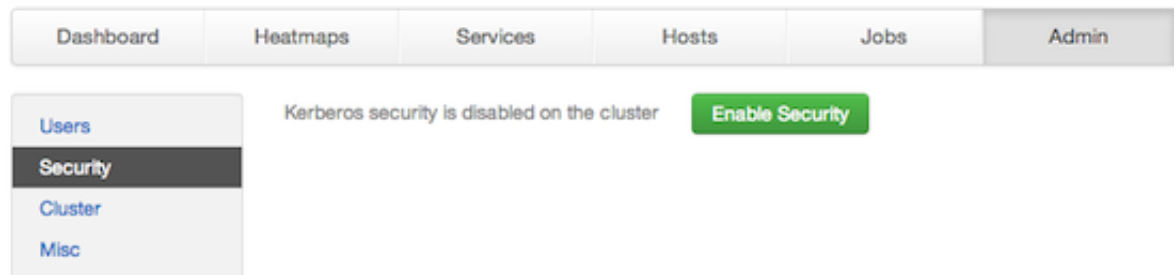 Dashboard Heatmaps Services Hosts Jobs Admin
Users
Security
Cluster
Misc
Kerberos security is disabled on the cluster Enable Security